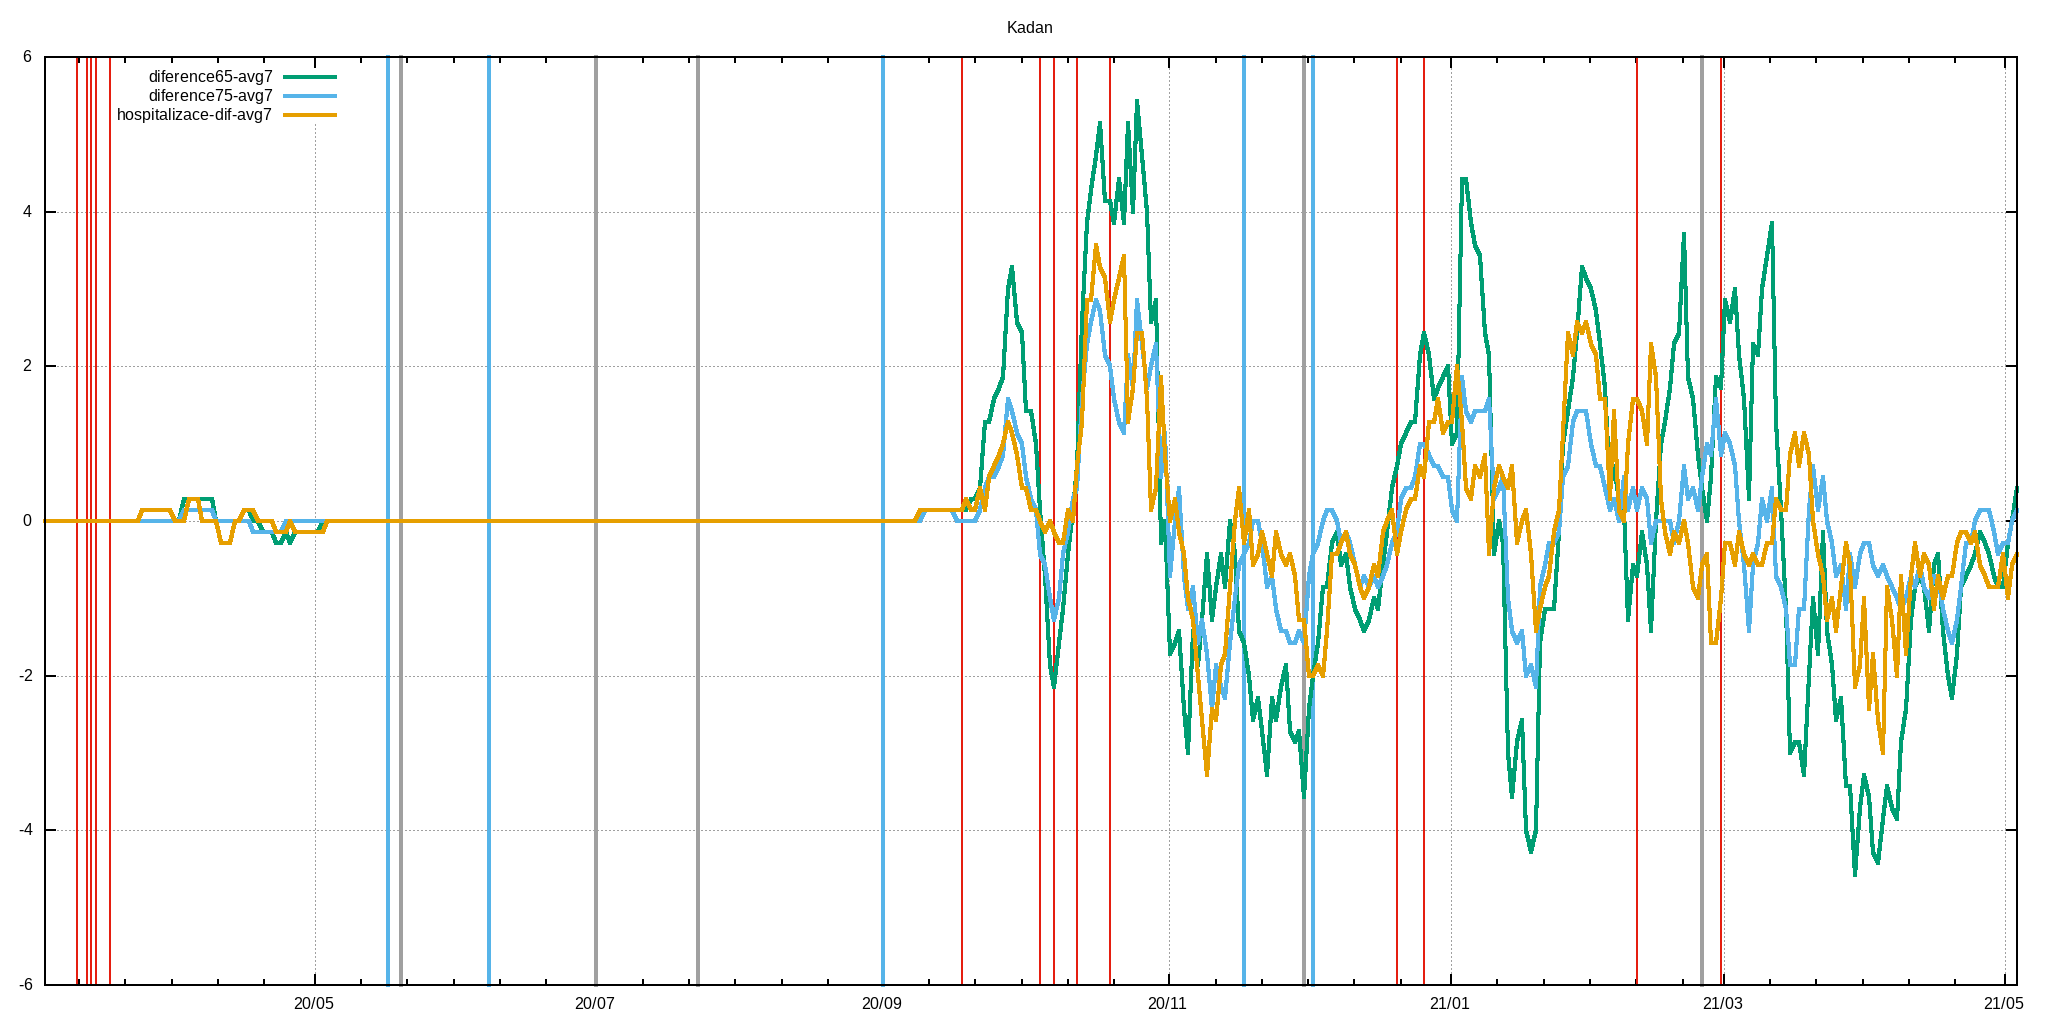 Kadan
6
diference65-avg7
diference75-avg7
hospitalizace-dif-avg7
4
2
0
-2
-4
-6
20/05 20/07 20/09 20/11 21/01 21/03 21/05